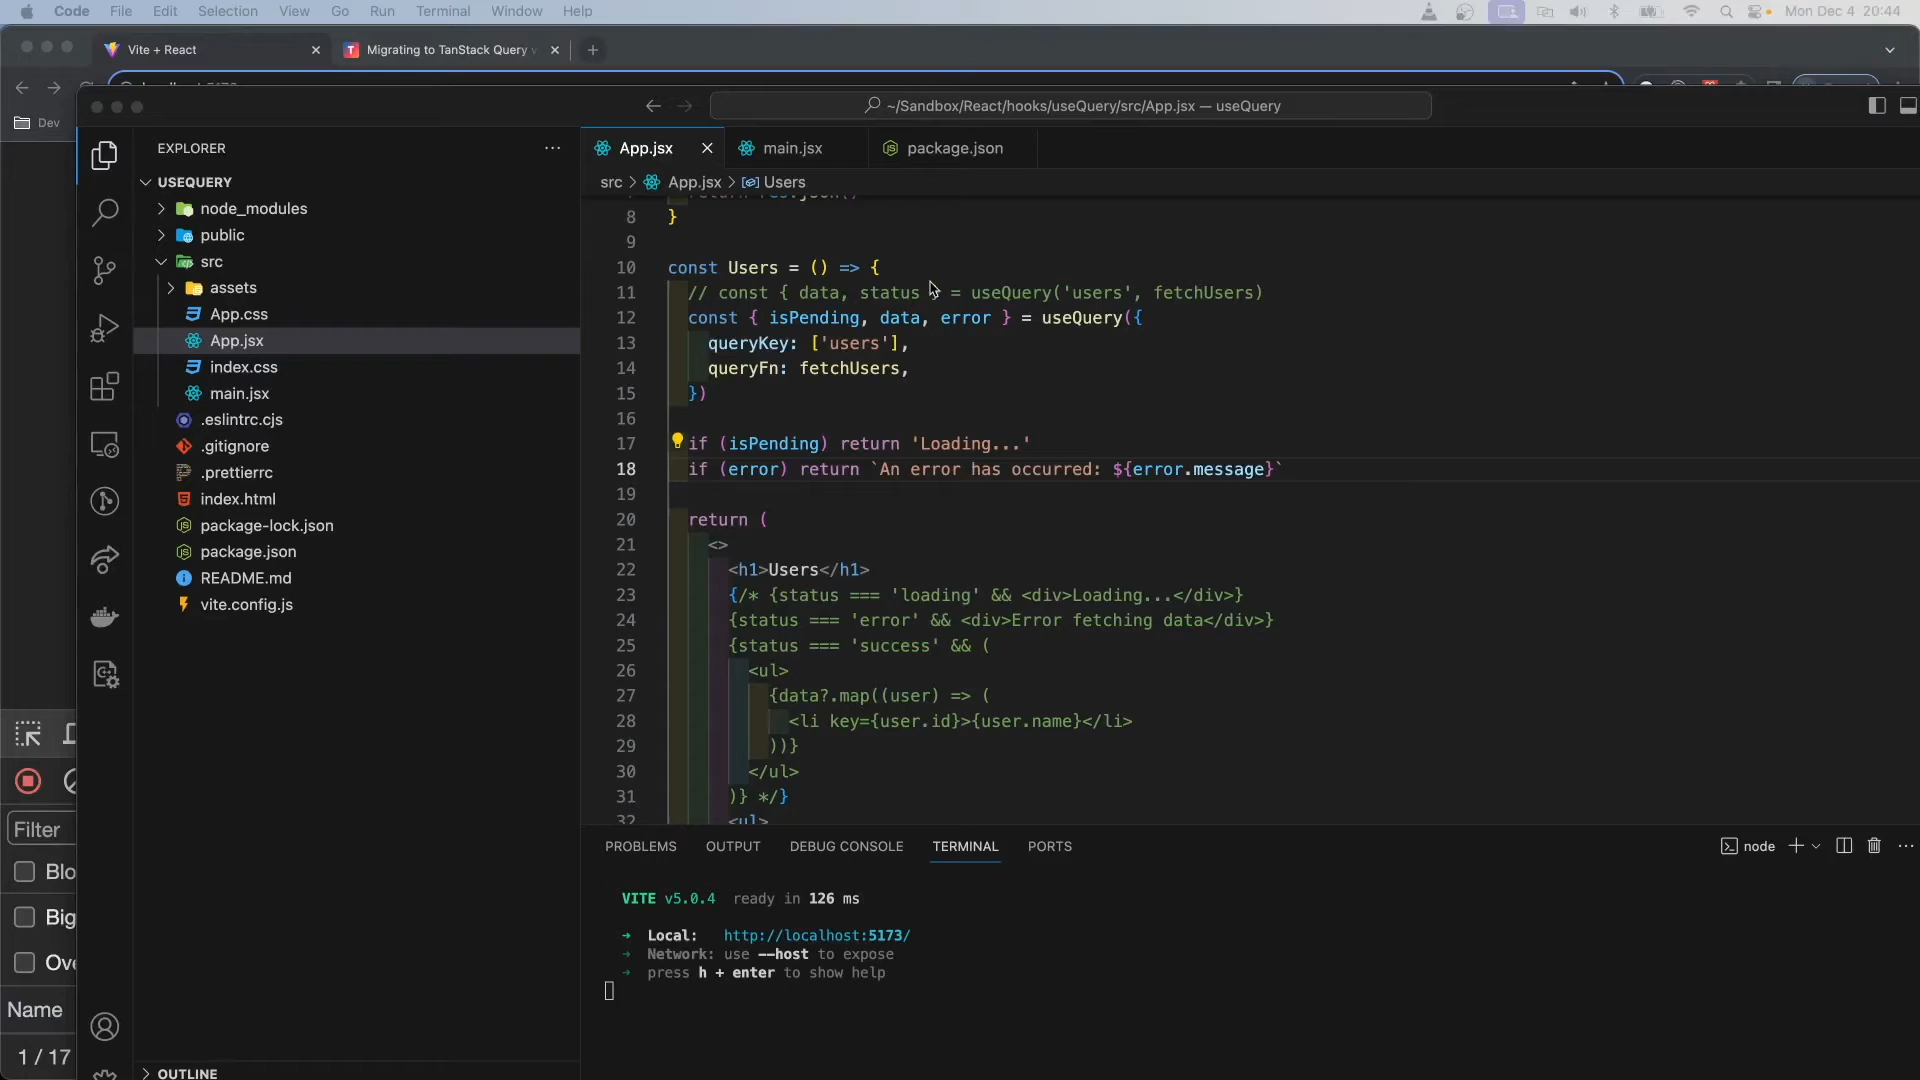 Code File Edit Selection View Go Run Terminal Window Help
Mon Dec 4 20:44
Vite + React
Migrating to TanStack Query v
~/Sandbox/React/hooks/useQuery/src/App.jsx — useQuery
Dev
EXPLORER
USEQUERY
node_modules
public
src
assets
App.css
App.jsx
index.css
main.jsx
.eslintrc.cjs
.gitignore
.prettierrc
index.html
package-lock.json
package.json
README.md
vite.config.js
OUTLINE
App.jsx
main.jsx
package.json
src > App.jsx > Users
8 }
9
10 const Users = () => {
11 // const { data, status = useQuery('users', fetchUsers)
12 const { isPending, data, error } = useQuery({
13 queryKey: ['users'],
14 queryFn: fetchUsers,
15 })
16
17 if (isPending) return 'Loading...'
18 if (error) return `An error has occurred: ${error.message}`
19
20 return (
21 <>
22 <h1>Users</h1>
23 {/* {status === 'loading' && <div>Loading...</div>}
24 {status === 'error' && <div>Error fetching data</div>}
25 {status === 'success' && (
26 <ul>
27 {data?.map((user) => (
28 <li key={user.id}>{user.name}</li>
29 ))}
30 </ul>
31 )} */}
32 <ul>
PROBLEMS OUTPUT DEBUG CONSOLE TERMINAL PORTS
node
VITE v5.0.4 ready in 126 ms
➜ Local: http://localhost:5173/
➜ Network: use --host to expose
➜ press h + enter to show help
Filter
Blo
Big
Ove
Name
1 / 17